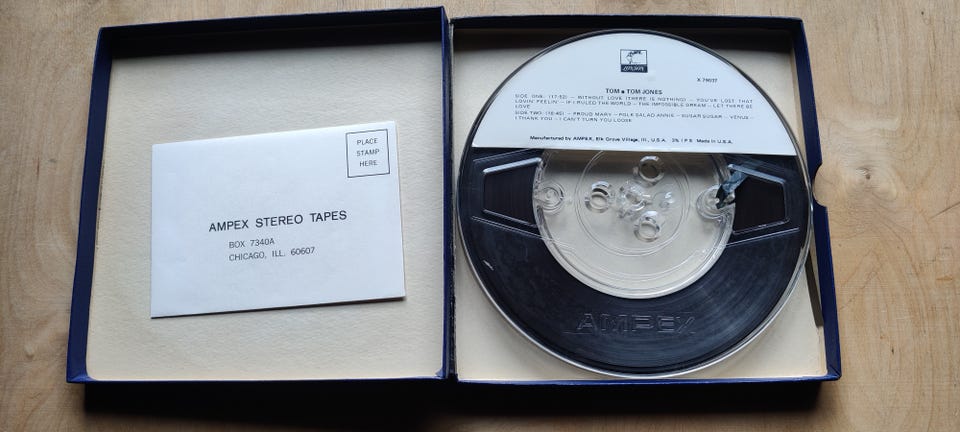 PLACE
STAMP
HERE
AMPEX STEREO TAPES
BOX 7340A
CHICAGO, ILL. 60607
X 79037
TOM • TOM JONES
SIDE ONE: (17:52) — WITHOUT LOVE (THERE IS NOTHING) — YOU'VE LOST THAT
LOVIN' FEELIN' — IF I RULED THE WORLD — THE IMPOSSIBLE DREAM — LET THERE BE
LOVE
SIDE TWO: (16:45) — PROUD MARY — POLK SALAD ANNIE — SUGAR SUGAR — VENUS —
I THANK YOU — I CAN'T TURN YOU LOOSE
Manufactured by AMPEX, Elk Grove Village, Ill., U.S.A. 3¾ I P S Made in U.S.A.
AMPEX